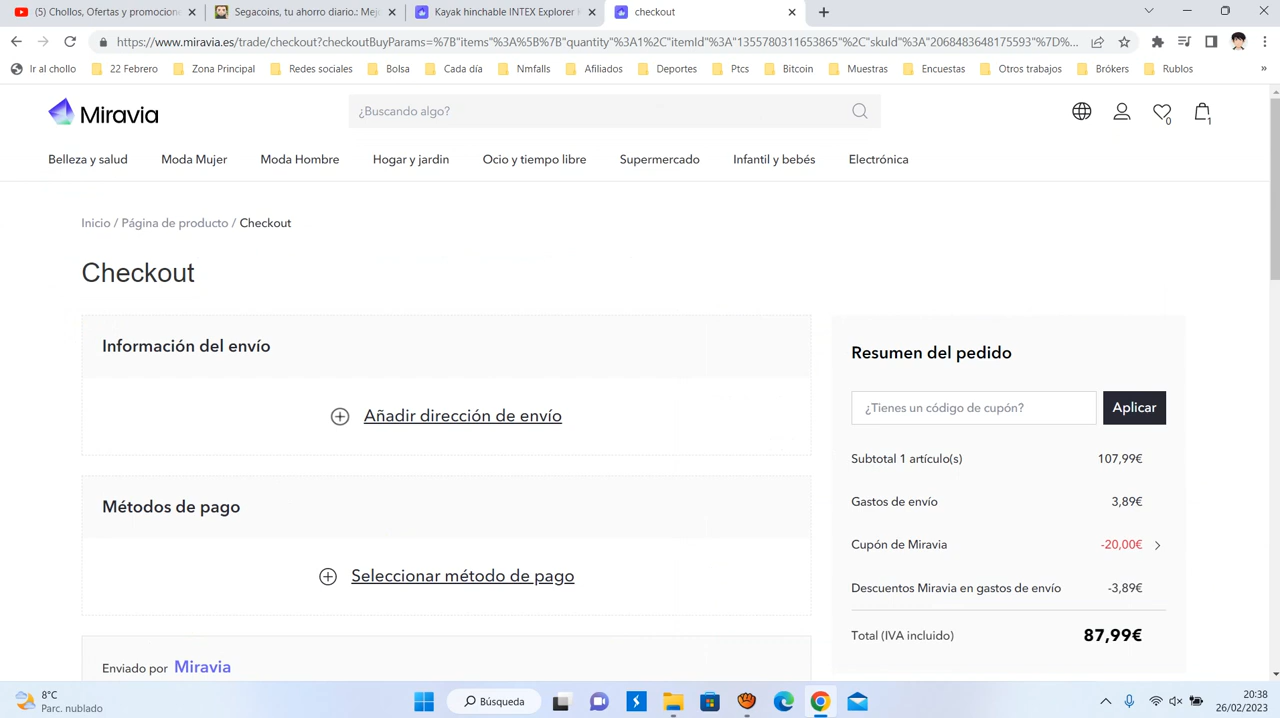 (5) Chollos, Ofertas y promocione
Segacoins, tu ahorro diario.: Mejo
Kayak hinchable INTEX Explorer K
checkout
https://www.miravia.es/trade/checkout?checkoutBuyParams=%7B"items"%3A%5B%7B"quantity"%3A1%2C"itemId"%3A"1355780311653865"%2C"skuId"%3A"2068483648175593"%7D%...
Ir al chollo
22 Febrero
Zona Principal
Redes sociales
Bolsa
Cada día
Nmfalls
Afiliados
Deportes
Ptcs
Bitcoin
Muestras
Encuestas
Otros trabajos
Brókers
Rublos
»
Miravia
¿Buscando algo?
0
1
Belleza y salud
Moda Mujer
Moda Hombre
Hogar y jardin
Ocio y tiempo libre
Supermercado
Infantil y bebés
Electrónica
Inicio / Página de producto / Checkout
Checkout
Información del envío
Añadir dirección de envío
Métodos de pago
Seleccionar método de pago
Enviado por Miravia
Resumen del pedido
¿Tienes un código de cupón?
Aplicar
Subtotal 1 artículo(s) 107,99€
Gastos de envío 3,89€
Cupón de Miravia -20,00€
Descuentos Miravia en gastos de envío -3,89€
Total (IVA incluido) 87,99€
8°C
Parc. nublado
Búsqueda
20:38
26/02/2023